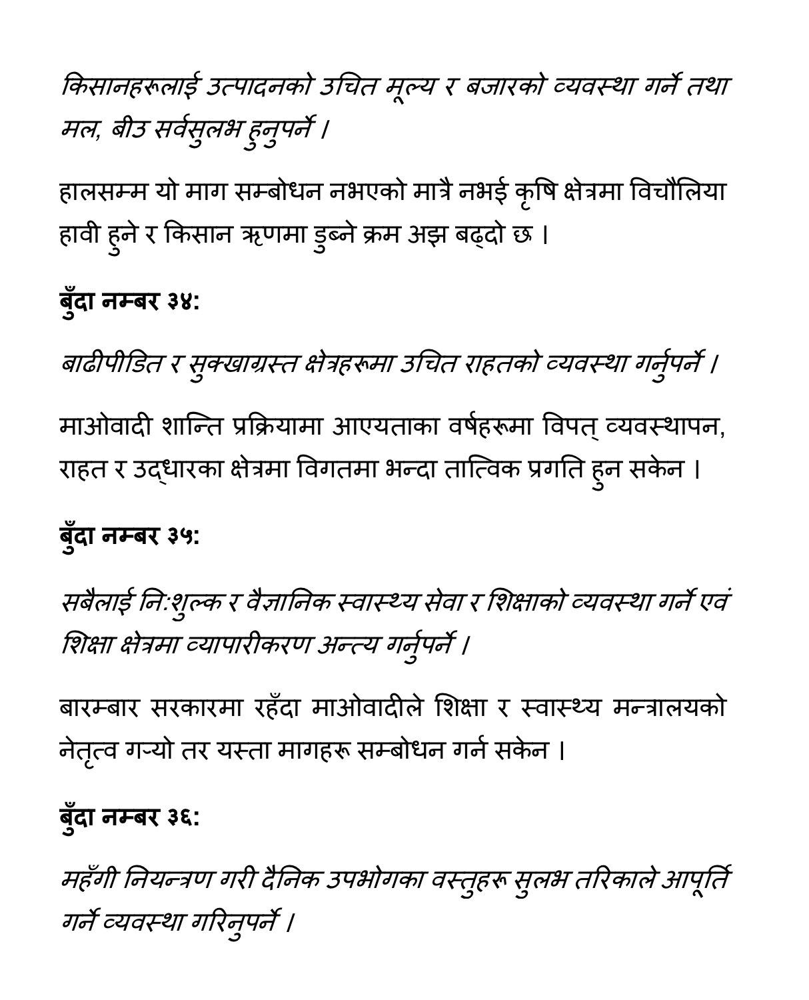 किसानहरूलाई उत्पादनको उचित मूल्य र बजारको व्यवस्था गर्ने तथा
मल, बीउ सर्वसुलभ हुनुपर्ने ।
हालसम्म यो माग सम्बोधन नभएको मात्रै नभई कृषि क्षेत्रमा विचौलिया
हावी हुने र किसान ऋणमा डुब्ने क्रम अझ बढ्दो छ ।
बुँदा नम्बर ३४:
बाढीपीडित र सुक्खाग्रस्त क्षेत्रहरूमा उचित राहतको व्यवस्था गर्नुपर्ने ।
माओवादी शान्ति प्रक्रियामा आएयताका वर्षहरूमा विपत् व्यवस्थापन,
राहत र उद्धारका क्षेत्रमा विगतमा भन्दा तात्विक प्रगति हुन सकेन ।
बुँदा नम्बर ३५:
सबैलाई नि:शुल्क र वैज्ञानिक स्वास्थ्य सेवा र शिक्षाको व्यवस्था गर्ने एवं
शिक्षा क्षेत्रमा व्यापारीकरण अन्त्य गर्नुपर्ने ।
बारम्बार सरकारमा रहँदा माओवादीले शिक्षा र स्वास्थ्य मन्त्रालयको
नेतृत्व गर्‍यो तर यस्ता मागहरू सम्बोधन गर्न सकेन ।
बुँदा नम्बर ३६:
महँगी नियन्त्रण गरी दैनिक उपभोगका वस्तुहरू सुलभ तरिकाले आपूर्ति
गर्ने व्यवस्था गरिनुपर्ने ।